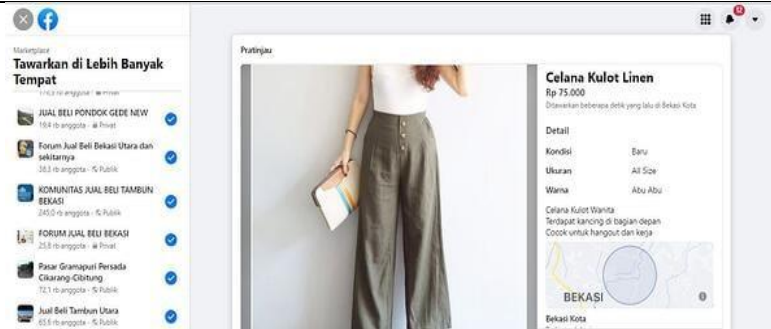 12
Marketplace
Tawarkan di Lebih Banyak
Tempat
JUAL BELI PONDOK GEDE NEW
19,4 rb anggota · Privat
Forum Jual Beli Bekasi Utara dan
sekitarnya
38,3 rb anggota · Publik
KOMUNITAS JUAL BELI TAMBUN
BEKASI
245,0 rb anggota · Publik
FORUM JUAL BELI BEKASI
25,8 rb anggota · Privat
Pasar Gramapuri Persada
Cikarang-Cibitung
72,1 rb anggota · Publik
Jual Beli Tambun Utara
65,6 rb anggota · Publik
Pratinjau
Celana Kulot Linen
Rp 75.000
Ditawarkan beberapa detik yang lalu di Bekasi Kota
Detail
Kondisi Baru
Ukuran All Size
Warna Abu Abu
Celana Kulot Wanita
Terdapat kancing di bagian depan
Cocok untuk hangout dan kerja
BEKASI
Bekasi Kota